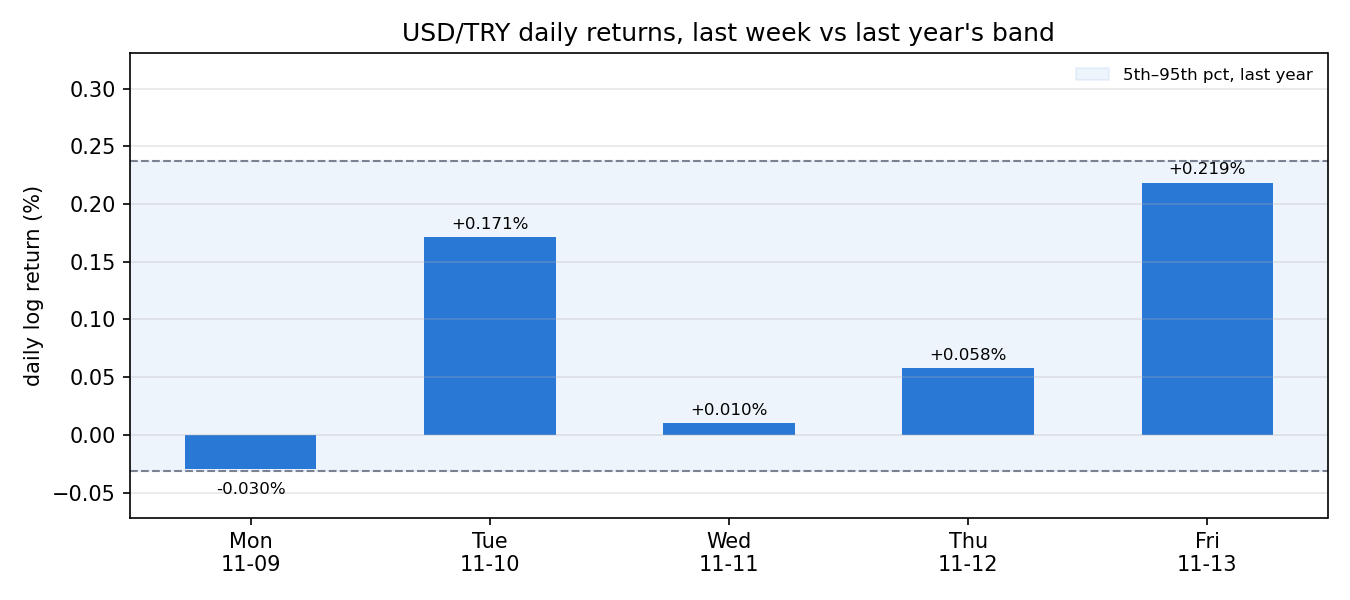 USD/TRY daily returns, last week vs last year's band
5th–95th pct, last year
daily log return (%)
0.30
0.25
0.20
0.15
0.10
0.05
0.00
−0.05
-0.030%
+0.171%
+0.010%
+0.058%
+0.219%
Mon
11-09
Tue
11-10
Wed
11-11
Thu
11-12
Fri
11-13